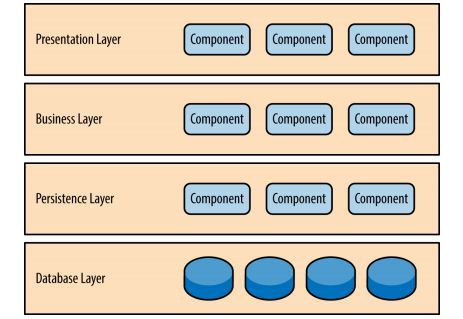 Presentation Layer Component Component Component
Business Layer Component Component Component
Persistence Layer Component Component Component
Database Layer